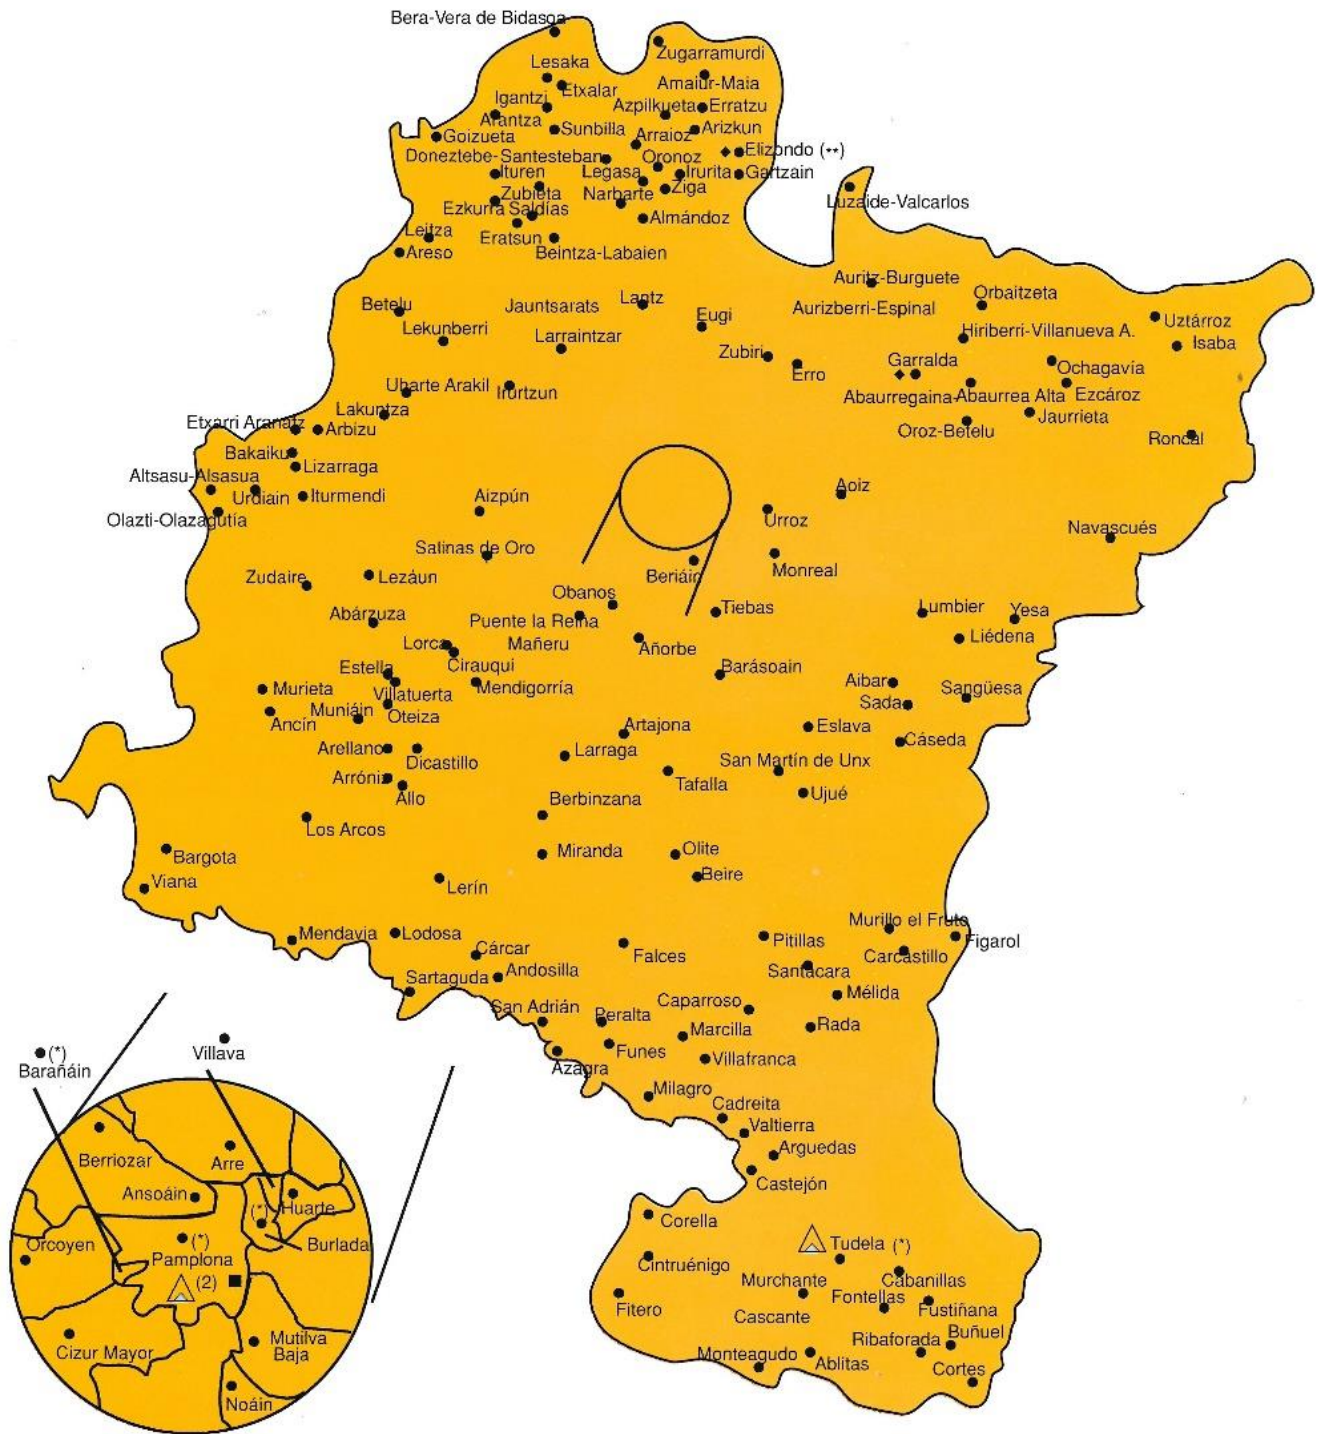 Bera-Vera de Bidasoa
Zugarramurdi
Lesaka
Etxalar
Amaiur-Maia
Igantzi
Azpilkueta
Erratzu
Arantza
Sunbilla
Arizkun
Goizueta
Arraioz
Elizondo (**)
Doneztebe-Santesteban
Oronoz
Ituren
Legasa
Irurita
Gartzain
Zubieta
Narbarte
Ziga
Luzaide-Valcarlos
Ezkurra
Saldías
Almándoz
Leitza
Eratsun
Areso
Beintza-Labaien
Auritz-Burguete
Orbaitzeta
Betelu
Jauntsarats
Lantz
Aurizberri-Espinal
Eugi
Uztárroz
Lekunberri
Larraintzar
Hiriberri-Villanueva A.
Isaba
Zubiri
Erro
Garralda
Ochagavía
Uharte Arakil
Irurtzun
Abaurregaina-Abaurrea Alta
Ezcároz
Lakuntza
Jaurrieta
Etxarri Aranatz
Arbizu
Oroz-Betelu
Roncal
Bakaiku
Lizarraga
Altsasu-Alsasua
Urdiain
Iturmendi
Aoiz
Olazti-Olazagutía
Aizpún
Urroz
Navascués
Salinas de Oro
Beriáin
Monreal
Zudaire
Lezáun
Obanos
Abárzuza
Puente la Reina
Tiebas
Lumbier
Yesa
Lorca
Mañeru
Añorbe
Liédena
Estella
Cirauqui
Barásoain
Murieta
Villatuerta
Mendigorría
Aibar
Sangüesa
Muniáin
Oteiza
Sada
Ancín
Artajona
Eslava
Arellano
Dicastillo
Larraga
Cáseda
San Martín de Unx
Arróniz
Allo
Tafalla
Ujué
Berbinzana
Los Arcos
Bargota
Miranda
Olite
Viana
Lerín
Beire
Murillo el Fruto
Mendavia
Lodosa
Pitillas
Figarol
Cárcar
Falces
Carcastillo
Sartaguda
Andosilla
Santacara
Mélida
San Adrián
Peralta
Caparroso
Marcilla
Rada
Funes
Villafranca
Azagra
Milagro
Cadreita
Valtierra
Arguedas
Castejón
Corella
Tudela (*)
Cintruénigo
Murchante
Cabanillas
Fitero
Fontellas
Fustiñana
Cascante
Ribaforada
Buñuel
Monteagudo
Ablitas
Cortes
(*)
Barañáin
Villava
Berriozar
Arre
Ansoáin
Huarte
(*)
(*)
Burlada
Orcoyen
Pamplona
(2)
Cizur Mayor
Mutilva
Baja
Noáin